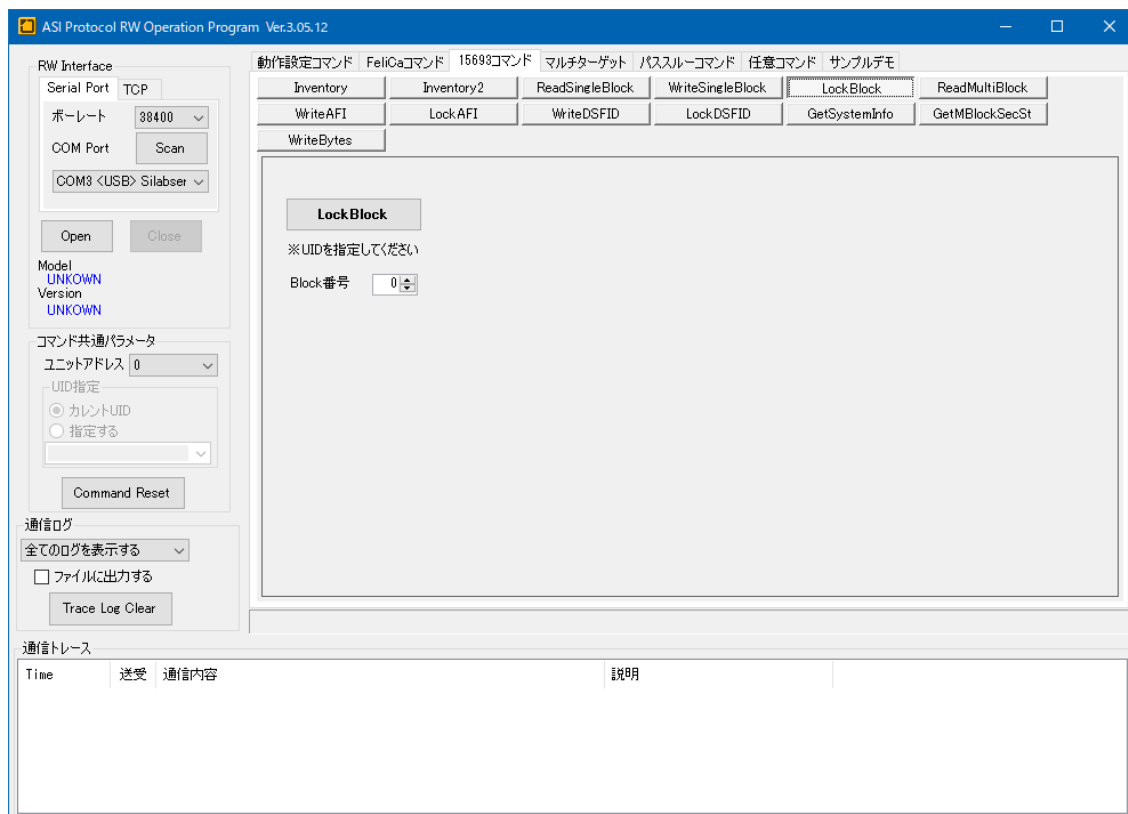 ASI Protocol RW Operation Program Ver.3.05.12
RW Interface
Serial Port TCP
ボーレート 38400
COM Port Scan
COM3 <USB> Silabser
Open Close
Model
UNKOWN
Version
UNKOWN
コマンド共通パラメータ
ユニットアドレス 0
UID指定
カレントUID
指定する
Command Reset
通信ログ
全てのログを表示する
ファイルに出力する
Trace Log Clear
動作設定コマンド FeliCaコマンド 15693コマンド マルチターゲット パススルーコマンド 任意コマンド サンプルデモ
Inventory Inventory2 ReadSingleBlock WriteSingleBlock LockBlock ReadMultiBlock
WriteAFI LockAFI WriteDSFID LockDSFID GetSystemInfo GetMBlockSecSt
WriteBytes
LockBlock
※UIDを指定してください
Block番号 0
通信トレース
Time 送受 通信内容 説明